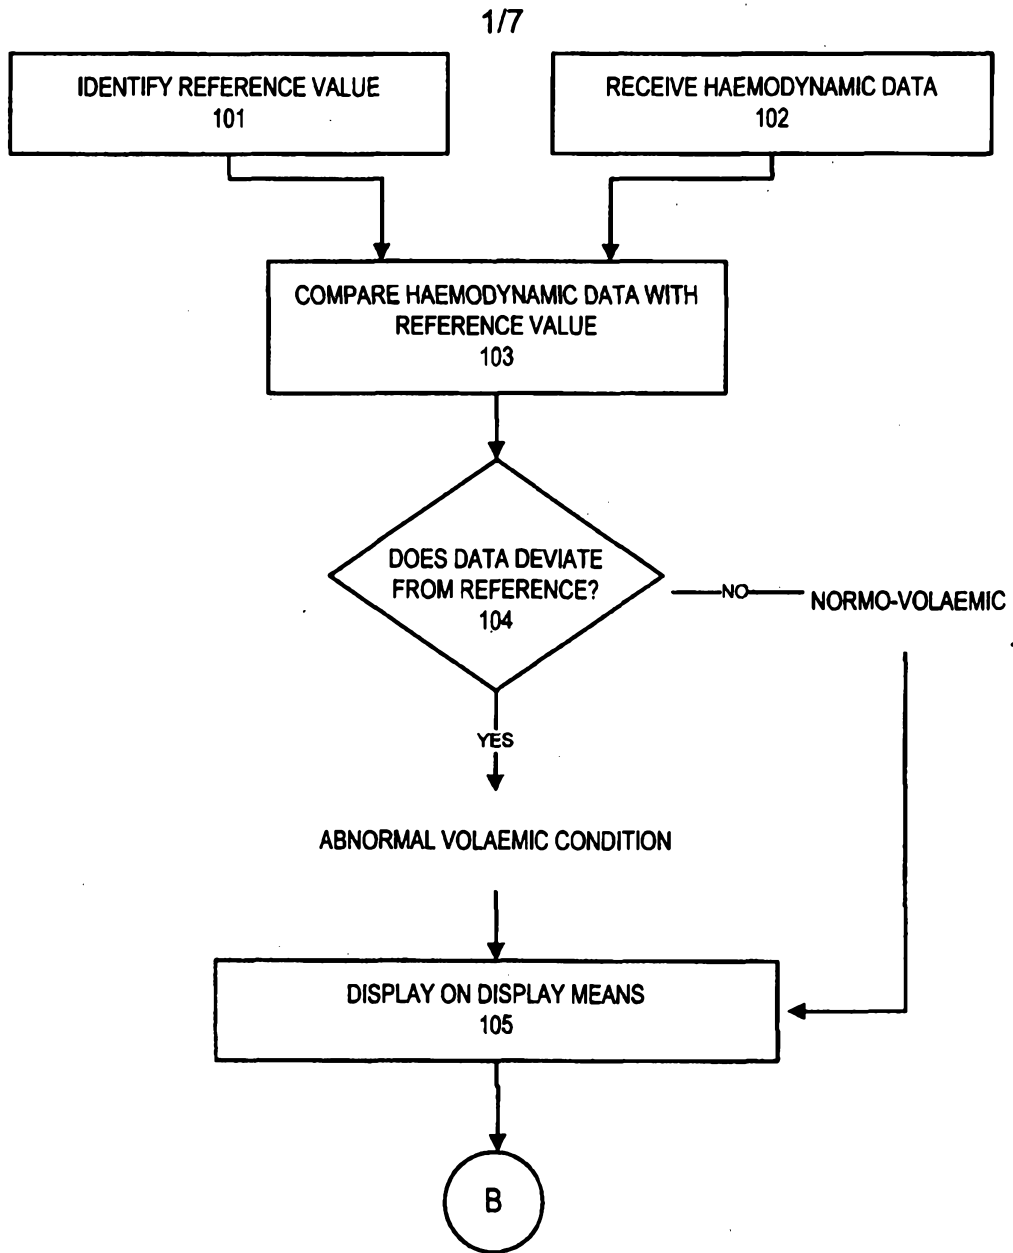 1/7
IDENTIFY REFERENCE VALUE
101
RECEIVE HAEMODYNAMIC DATA
102
COMPARE HAEMODYNAMIC DATA WITH
REFERENCE VALUE
103
DOES DATA DEVIATE
FROM REFERENCE?
104
NO
NORMO-VOLAEMIC
YES
ABNORMAL VOLAEMIC CONDITION
DISPLAY ON DISPLAY MEANS
105
B